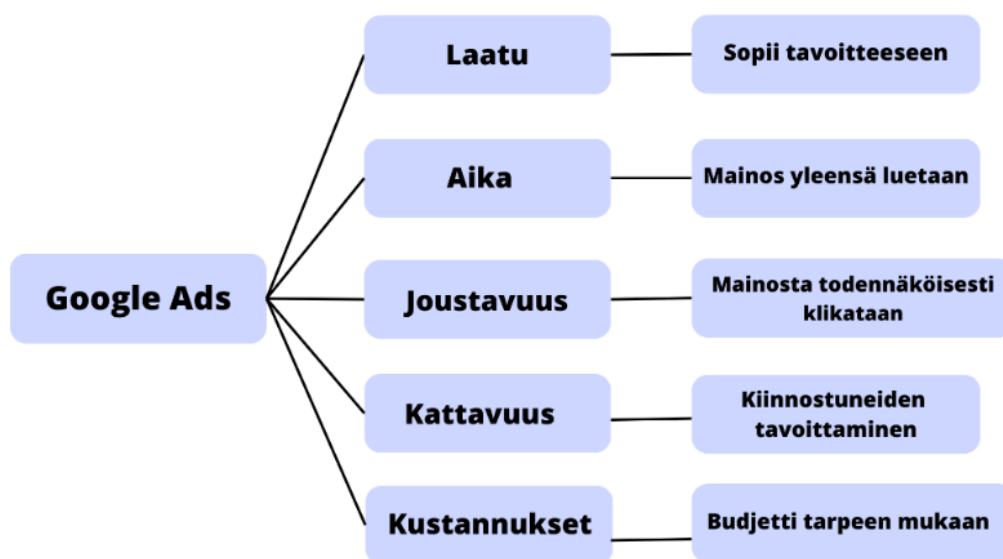 Laatu
Sopii tavoitteeseen
Aika
Mainos yleensä luetaan
Google Ads
Joustavuus
Mainosta todennäköisesti
klikataan
Kattavuus
Kiinnostuneiden
tavoittaminen
Kustannukset
Budjetti tarpeen mukaan